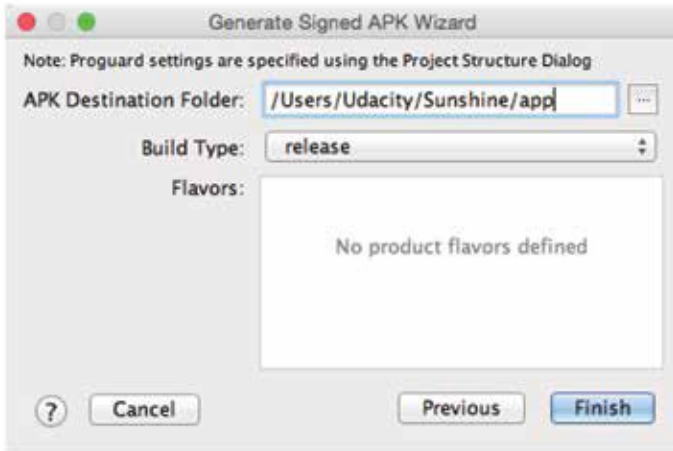 Generate Signed APK Wizard
Note: Proguard settings are specified using the Project Structure Dialog
APK Destination Folder: /Users/Udacity/Sunshine/app ...
Build Type: release
Flavors:
No product flavors defined
? Cancel Previous Finish